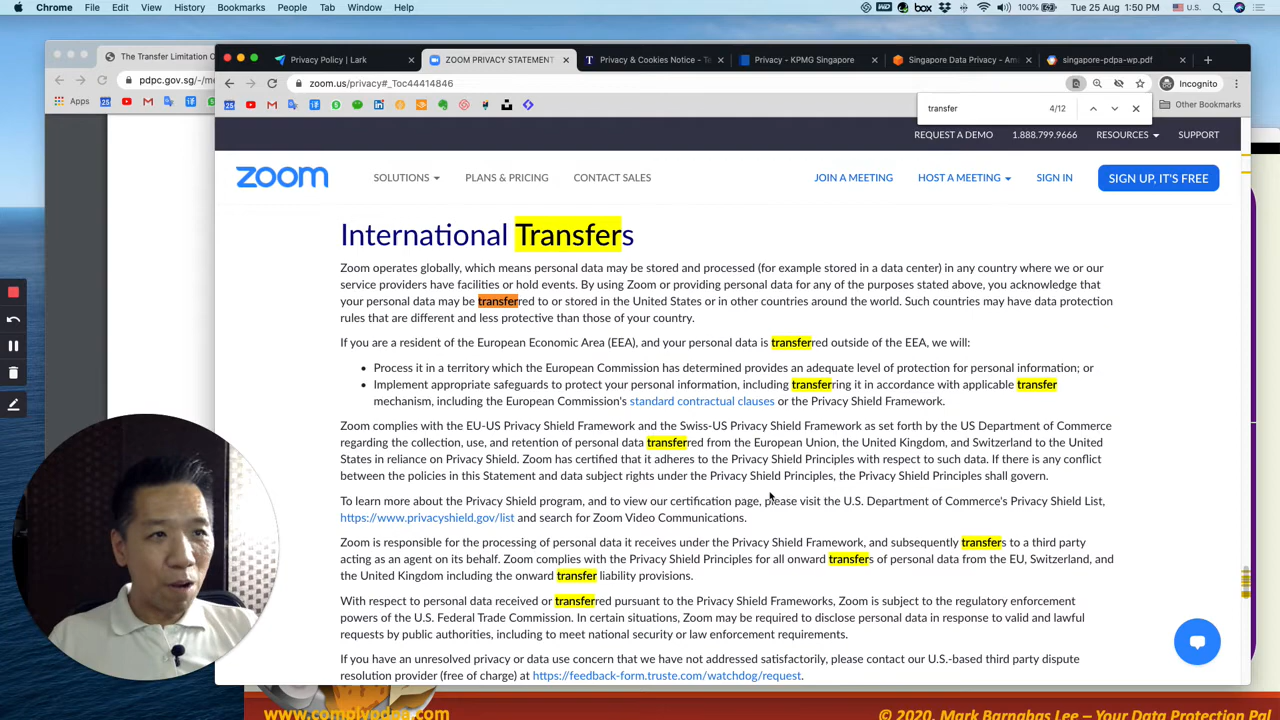 Chrome File Edit View History Bookmarks People Tab Window Help
box 100% Tue 25 Aug 1:50 PM U.S.
The Transfer Limitation O
Privacy Policy | Lark
ZOOM PRIVACY STATEMENT
Privacy & Cookies Notice - Te
Privacy - KPMG Singapore
Singapore Data Privacy - Ama
singapore-pdpa-wp.pdf
pdpc.gov.sg/-/me
zoom.us/privacy#_Toc44414846
Incognito
Apps
transfer 4/12
Other Bookmarks
REQUEST A DEMO 1.888.799.9666 RESOURCES SUPPORT
zoom SOLUTIONS PLANS & PRICING CONTACT SALES JOIN A MEETING HOST A MEETING SIGN IN SIGN UP, IT'S FREE
International Transfers
Zoom operates globally, which means personal data may be stored and processed (for example stored in a data center) in any country where we or our
service providers have facilities or hold events. By using Zoom or providing personal data for any of the purposes stated above, you acknowledge that
your personal data may be transferred to or stored in the United States or in other countries around the world. Such countries may have data protection
rules that are different and less protective than those of your country.
If you are a resident of the European Economic Area (EEA), and your personal data is transferred outside of the EEA, we will:
• Process it in a territory which the European Commission has determined provides an adequate level of protection for personal information; or
• Implement appropriate safeguards to protect your personal information, including transferring it in accordance with applicable transfer
mechanism, including the European Commission's standard contractual clauses or the Privacy Shield Framework.
Zoom complies with the EU-US Privacy Shield Framework and the Swiss-US Privacy Shield Framework as set forth by the US Department of Commerce
regarding the collection, use, and retention of personal data transferred from the European Union, the United Kingdom, and Switzerland to the United
States in reliance on Privacy Shield. Zoom has certified that it adheres to the Privacy Shield Principles with respect to such data. If there is any conflict
between the policies in this Statement and data subject rights under the Privacy Shield Principles, the Privacy Shield Principles shall govern.
To learn more about the Privacy Shield program, and to view our certification page, please visit the U.S. Department of Commerce's Privacy Shield List,
https://www.privacyshield.gov/list and search for Zoom Video Communications.
Zoom is responsible for the processing of personal data it receives under the Privacy Shield Framework, and subsequently transfers to a third party
acting as an agent on its behalf. Zoom complies with the Privacy Shield Principles for all onward transfers of personal data from the EU, Switzerland, and
the United Kingdom including the onward transfer liability provisions.
With respect to personal data received or transferred pursuant to the Privacy Shield Frameworks, Zoom is subject to the regulatory enforcement
powers of the U.S. Federal Trade Commission. In certain situations, Zoom may be required to disclose personal data in response to valid and lawful
requests by public authorities, including to meet national security or law enforcement requirements.
If you have an unresolved privacy or data use concern that we have not addressed satisfactorily, please contact our U.S.-based third party dispute
resolution provider (free of charge) at https://feedback-form.truste.com/watchdog/request.
www.complypdpa.com
© 2020. Mark Barnabas Lee – Your Data Protection Pal